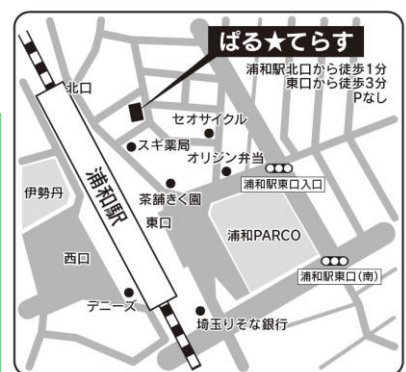 ぱる★てらす
浦和駅北口から徒歩1分
東口から徒歩3分
Pなし
北口
セオサイクル
スギ薬局
オリジン弁当
浦和駅東口入口
伊勢丹
浦和駅
茶舗きく園
東口
浦和PARCO
西口
浦和駅東口(南)
デニーズ
埼玉りそな銀行